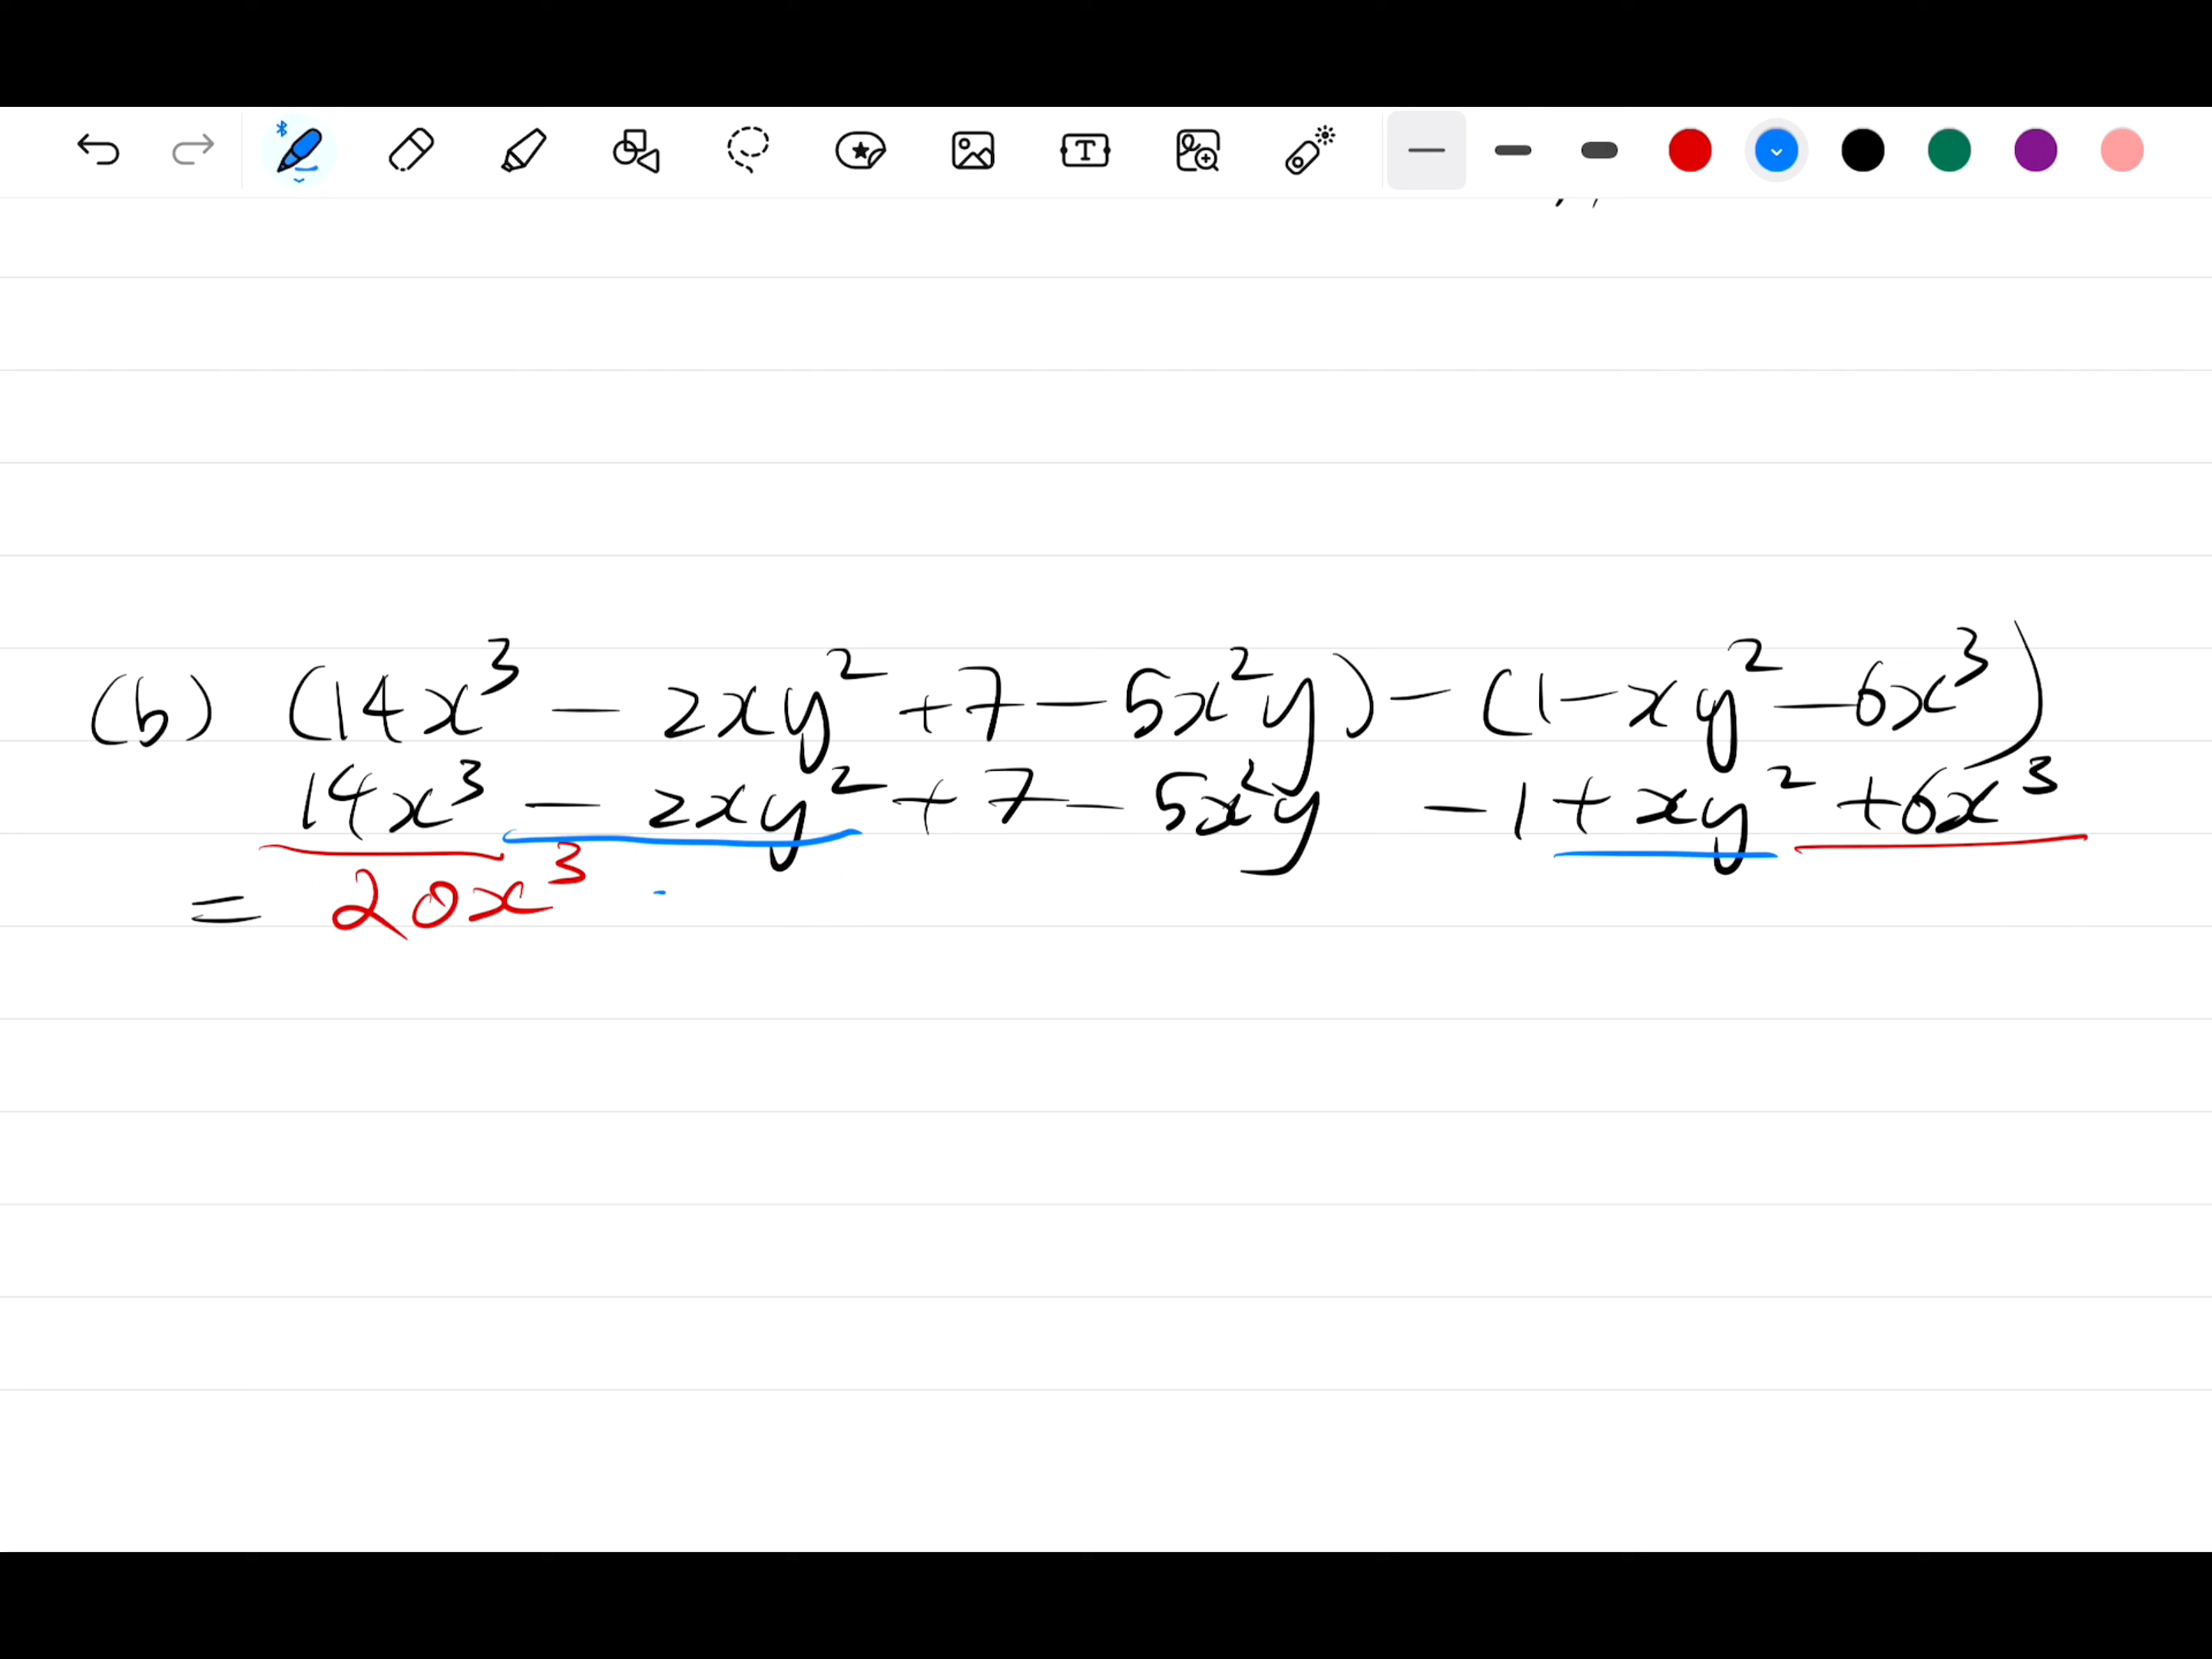 (b) (14x³ − 2xy² + 7 − 5x²y) − (1 − xy² − 6x³)
14x³ − 2xy² + 7 − 5x²y − 1 + xy² + 6x³
= 20x³ -